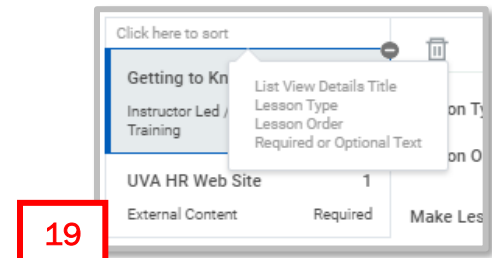 Click here to sort
Getting to Kn
Instructor Led /
Training
List View Details Title
Lesson Type
Lesson Order
Required or Optional Text
on Ty
on O
UVA HR Web Site 1
External Content Required
Make Les
19